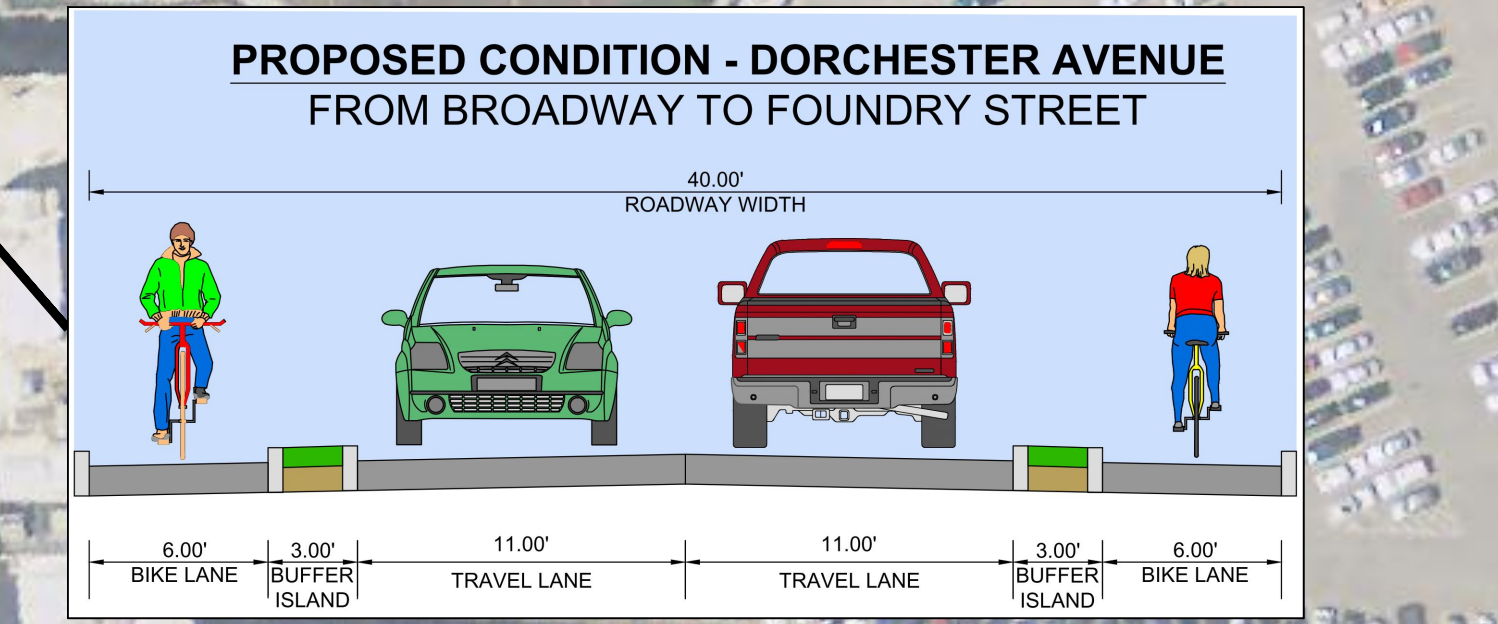 PROPOSED CONDITION - DORCHESTER AVENUE
FROM BROADWAY TO FOUNDRY STREET
40.00'
ROADWAY WIDTH
6.00'
BIKE LANE
3.00'
BUFFER
ISLAND
11.00'
TRAVEL LANE
11.00'
TRAVEL LANE
3.00'
BUFFER
ISLAND
6.00'
BIKE LANE